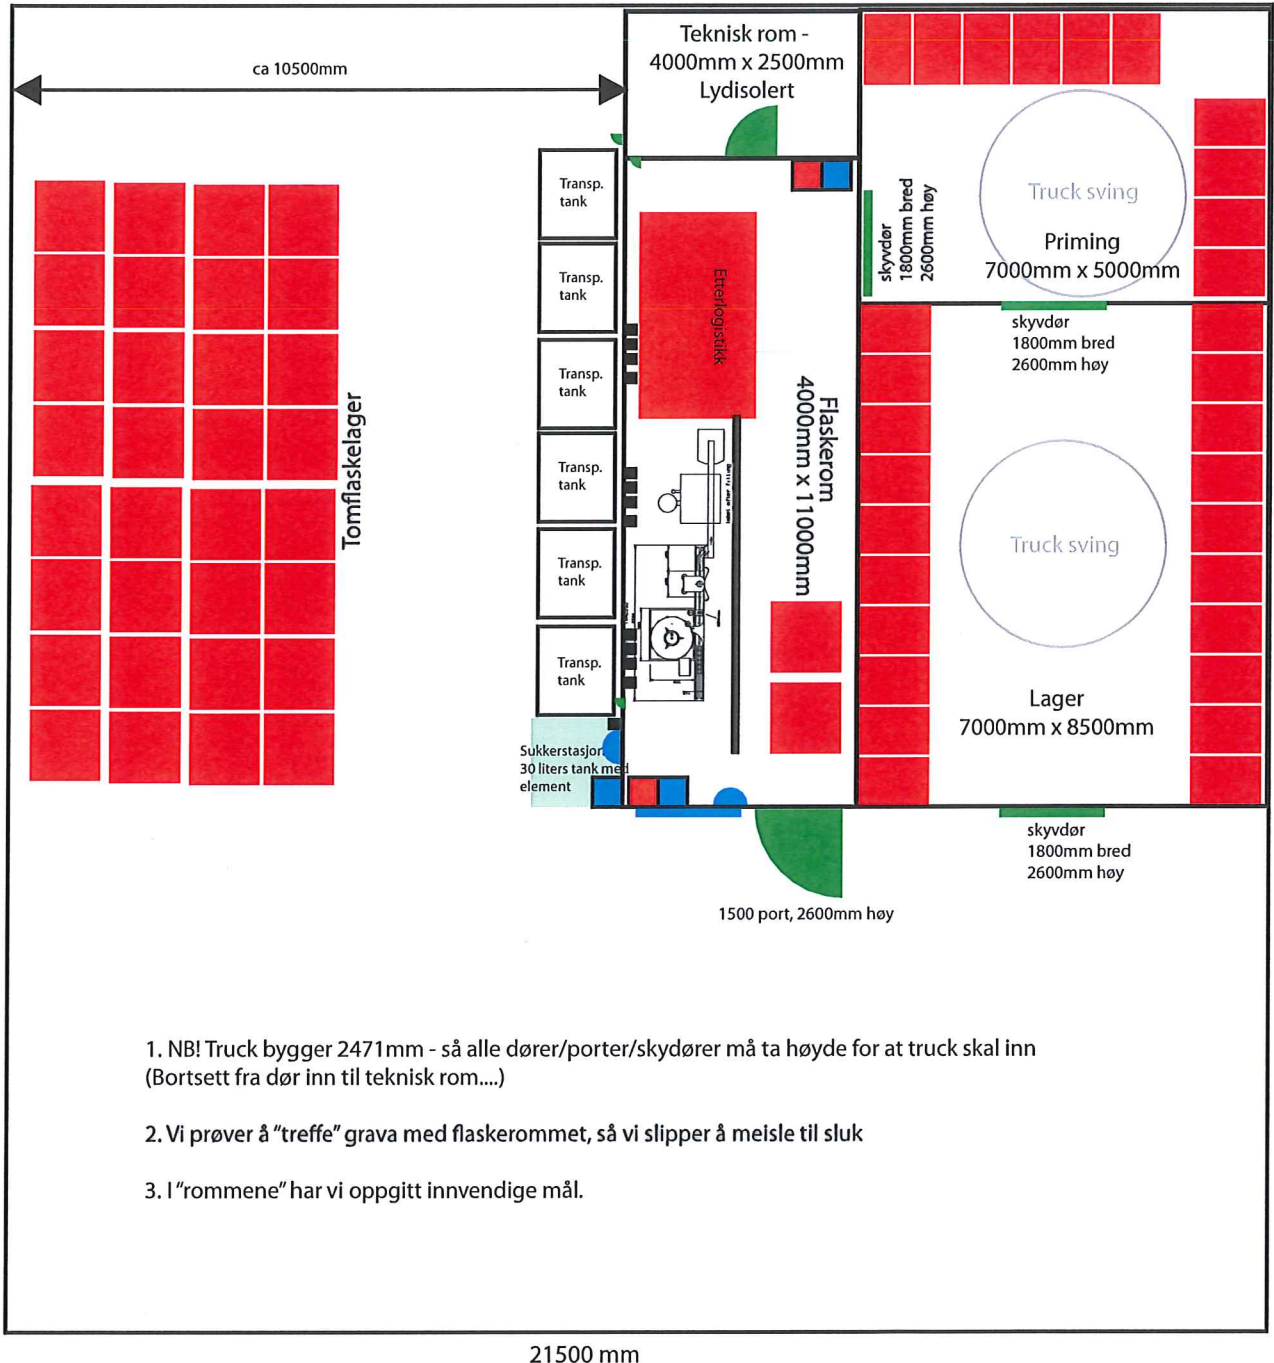 Teknisk rom -
4000mm x 2500mm
Lydisolert
ca 10500mm
Transp.
tank
Transp.
tank
Transp.
tank
Transp.
tank
Transp.
tank
Transp.
tank
Truck sving
Priming
7000mm x 5000mm
skyvdør
1800mm bred
2600mm høy
skyvdør
1800mm bred
2600mm høy
Etterlogistikk
Flaskerom
4000mm x 11000mm
Tomflaskelager
Truck sving
Lager
7000mm x 8500mm
Sukkerstasjon
30 liters tank med
element
skyvdør
1800mm bred
2600mm høy
1500 port, 2600mm høy
1. NB! Truck bygger 2471mm - så alle dører/porter/skydører må ta høyde for at truck skal inn
(Bortsett fra dør inn til teknisk rom....)
2. Vi prøver å "treffe" grava med flaskerommet, så vi slipper å meisle til sluk
3. I "rommene" har vi oppgitt innvendige mål.
21500 mm